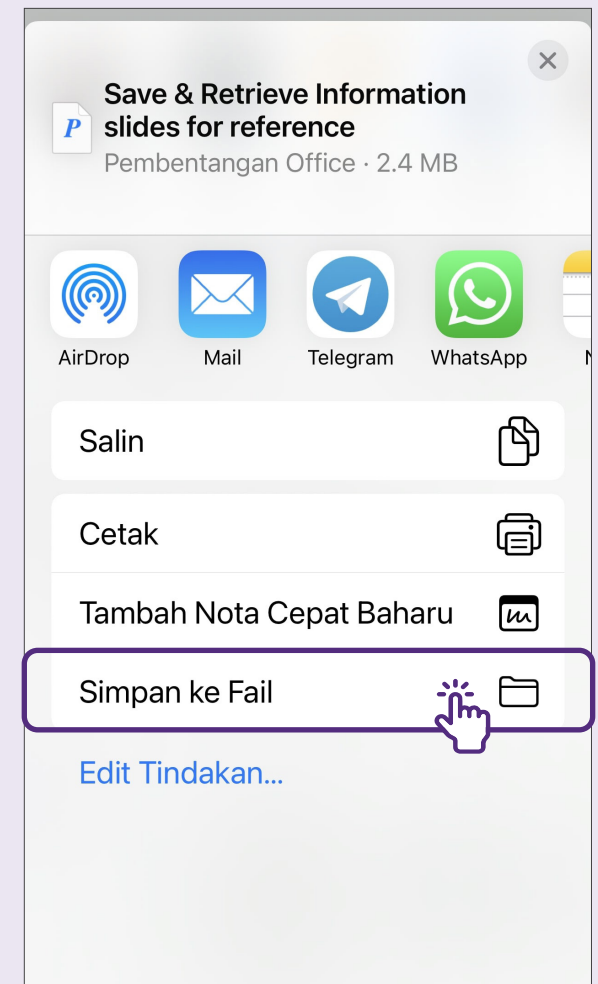 Save & Retrieve Information
slides for reference
Pembentangan Office · 2.4 MB
AirDrop
Mail
Telegram
WhatsApp
Salin
Cetak
Tambah Nota Cepat Baharu
Simpan ke Fail
Edit Tindakan...